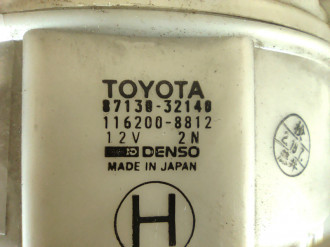 TOYOTA
87130-32140
116200-8812
12V 2N
DENSO
MADE IN JAPAN
H